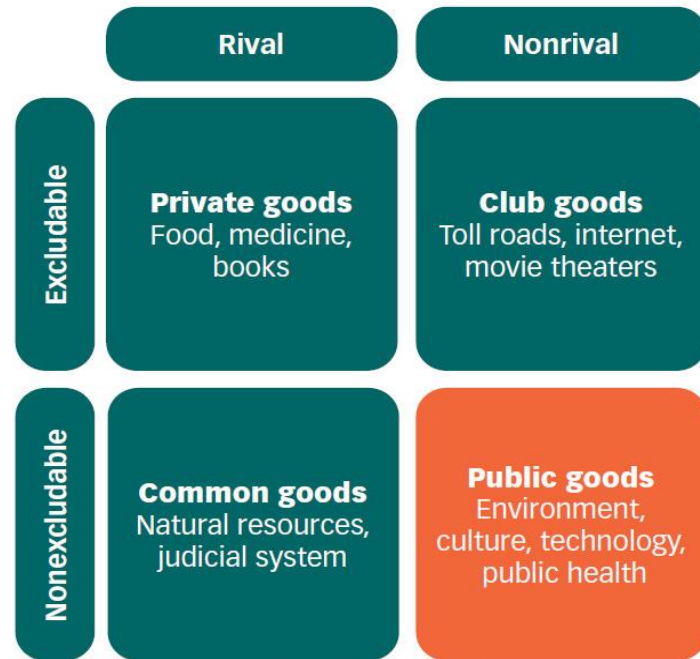 Rival
Nonrival
Excludable
Private goods
Food, medicine,
books
Club goods
Toll roads, internet,
movie theaters
Nonexcludable
Common goods
Natural resources,
judicial system
Public goods
Environment,
culture, technology,
public health